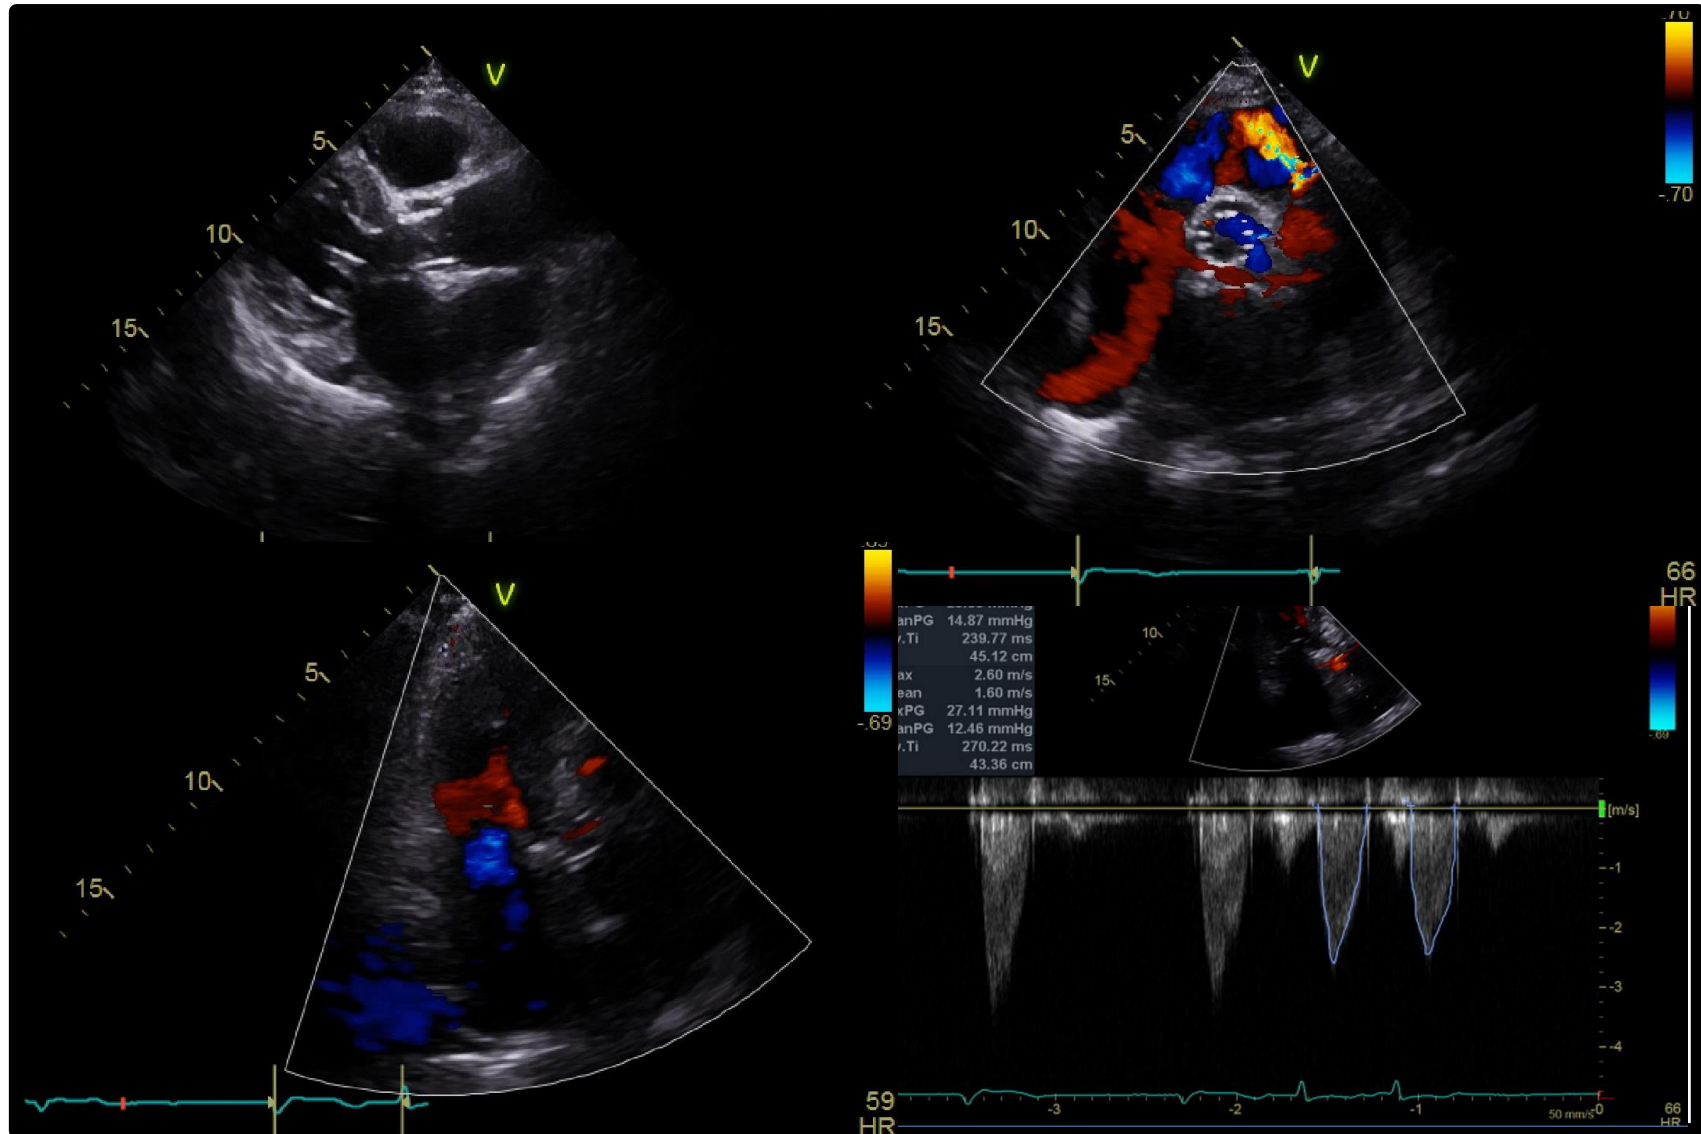 V
5
10
15
V
5
10
15
-.70
66
HR
V
5
10
15
-.69
59
HR
anPG 14.87 mmHg
/.Ti 239.77 ms
45.12 cm
ax 2.60 m/s
ean 1.60 m/s
xPG 27.11 mmHg
anPG 12.46 mmHg
/.Ti 270.22 ms
43.36 cm
10
15
-.69
[m/s]
-1
-2
-3
-4
-3
-2
-1
-0
50 mm/s
66
HR